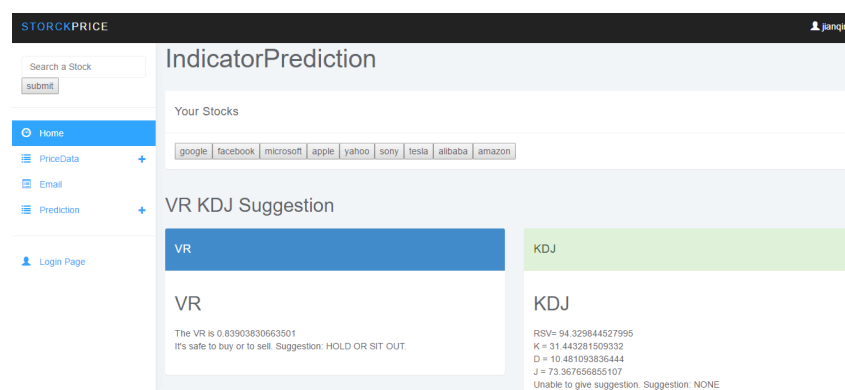 STORCKPRICE
jianqin
Search a Stock
submit
Home
PriceData
Email
Prediction
Login Page
IndicatorPrediction
Your Stocks
google facebook microsoft apple yahoo sony tesla alibaba amazon
VR KDJ Suggestion
VR
VR
The VR is 0.83903830663501
It's safe to buy or to sell. Suggestion: HOLD OR SIT OUT.
KDJ
KDJ
RSV= 94.329844527995
K = 31.443281509332
D = 10.481093836444
J = 73.367656855107
Unable to give suggestion. Suggestion: NONE